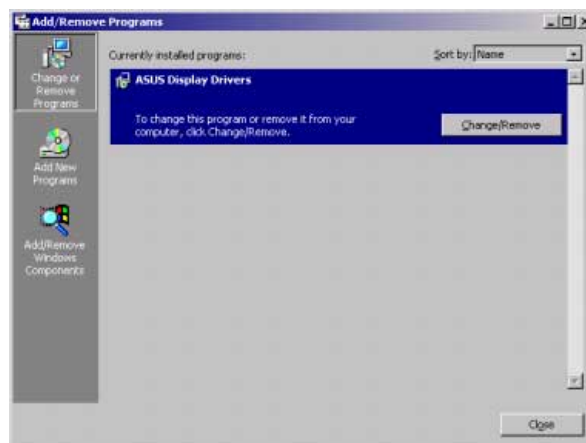 Add/Remove Programs
Change or
Remove
Programs
Add New
Programs
Add/Remove
Windows
Components
Currently installed programs:
Sort by: Name
ASUS Display Drivers
To change this program or remove it from your
computer, click Change/Remove.
Change/Remove
Close